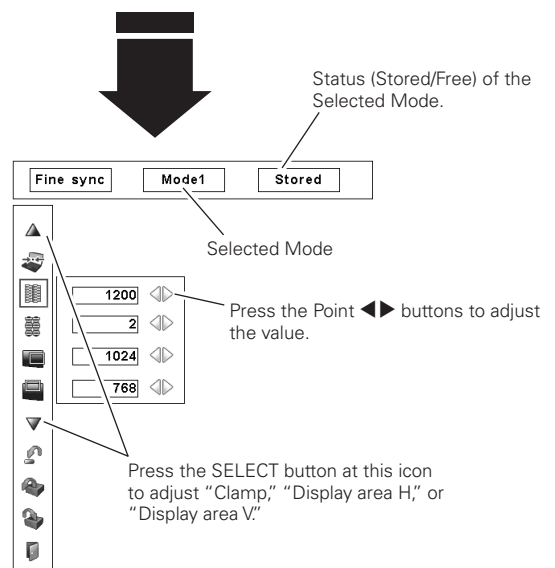 Status (Stored/Free) of the
Selected Mode.
Fine sync
Mode1
Stored
Selected Mode
1200
2
1024
768
Press the Point ◀▶ buttons to adjust
the value.
Press the SELECT button at this icon
to adjust “Clamp,” “Display area H,” or
“Display area V.”